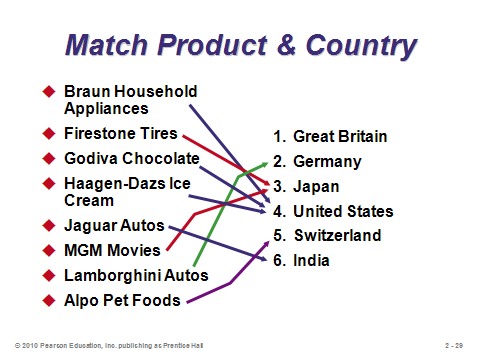 Match Product & Country
Braun Household
Appliances
Firestone Tires
Godiva Chocolate
Haagen-Dazs Ice
Cream
Jaguar Autos
MGM Movies
Lamborghini Autos
Alpo Pet Foods
1. Great Britain
2. Germany
3. Japan
4. United States
5. Switzerland
6. India
© 2010 Pearson Education, Inc. publishing as Prentice Hall
2 - 29